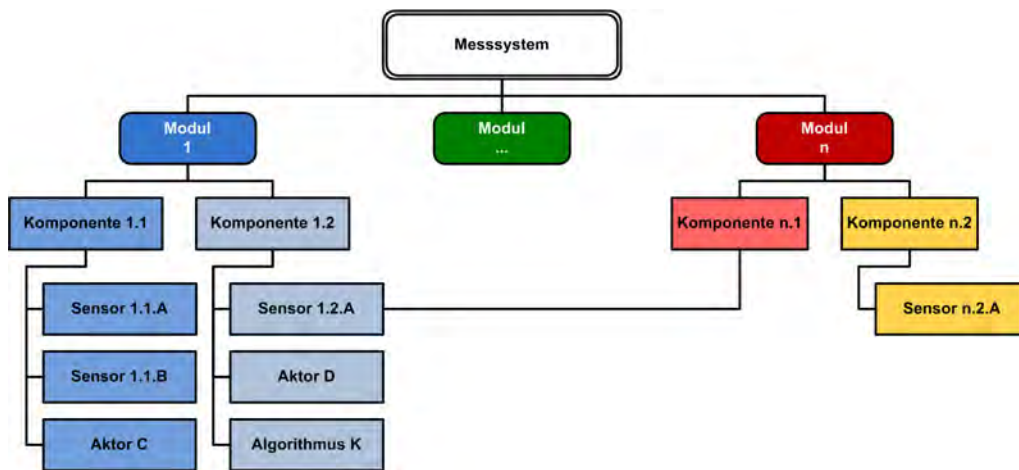 Messsystem
Modul
1
Modul
...
Modul
n
Komponente 1.1
Komponente 1.2
Komponente n.1
Komponente n.2
Sensor 1.1.A
Sensor 1.2.A
Sensor n.2.A
Sensor 1.1.B
Aktor D
Aktor C
Algorithmus K